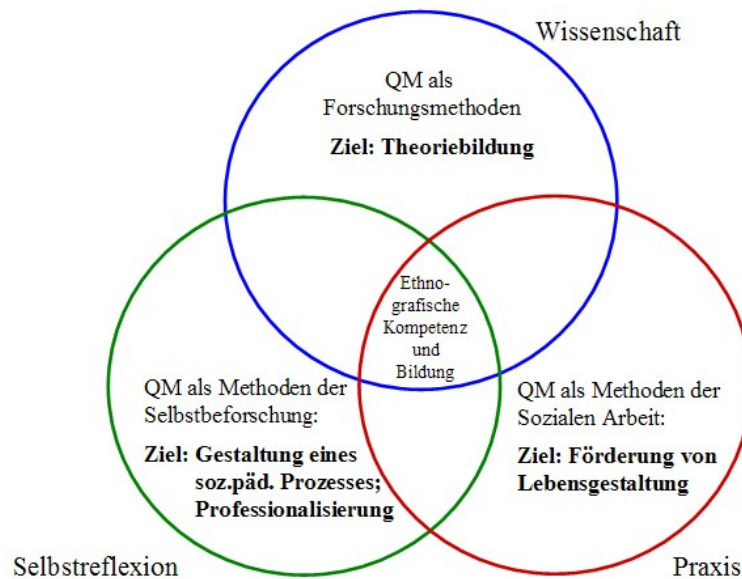 Wissenschaft
QM als
Forschungsmethoden
Ziel: Theoriebildung
Ethno-
grafische
Kompetenz
und
Bildung
QM als Methoden der
Selbstbeforschung:
Ziel: Gestaltung eines
soz.päd. Prozesses;
Professionalisierung
QM als Methoden der
Sozialen Arbeit:
Ziel: Förderung von
Lebensgestaltung
Selbstreflexion
Praxis